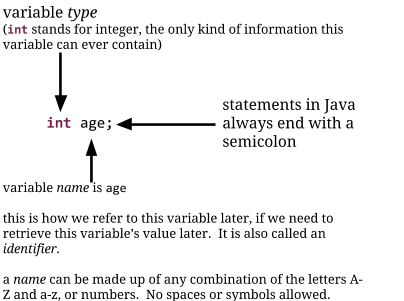 variable type
(int stands for integer, the only kind of information this
variable can ever contain)
statements in Java
always end with a
semicolon
int age;
variable name is age
this is how we refer to this variable later, if we need to
retrieve this variable’s value later.  It is also called an
identifier.
a name can be made up of any combination of the letters A-
Z and a-z, or numbers.  No spaces or symbols allowed.